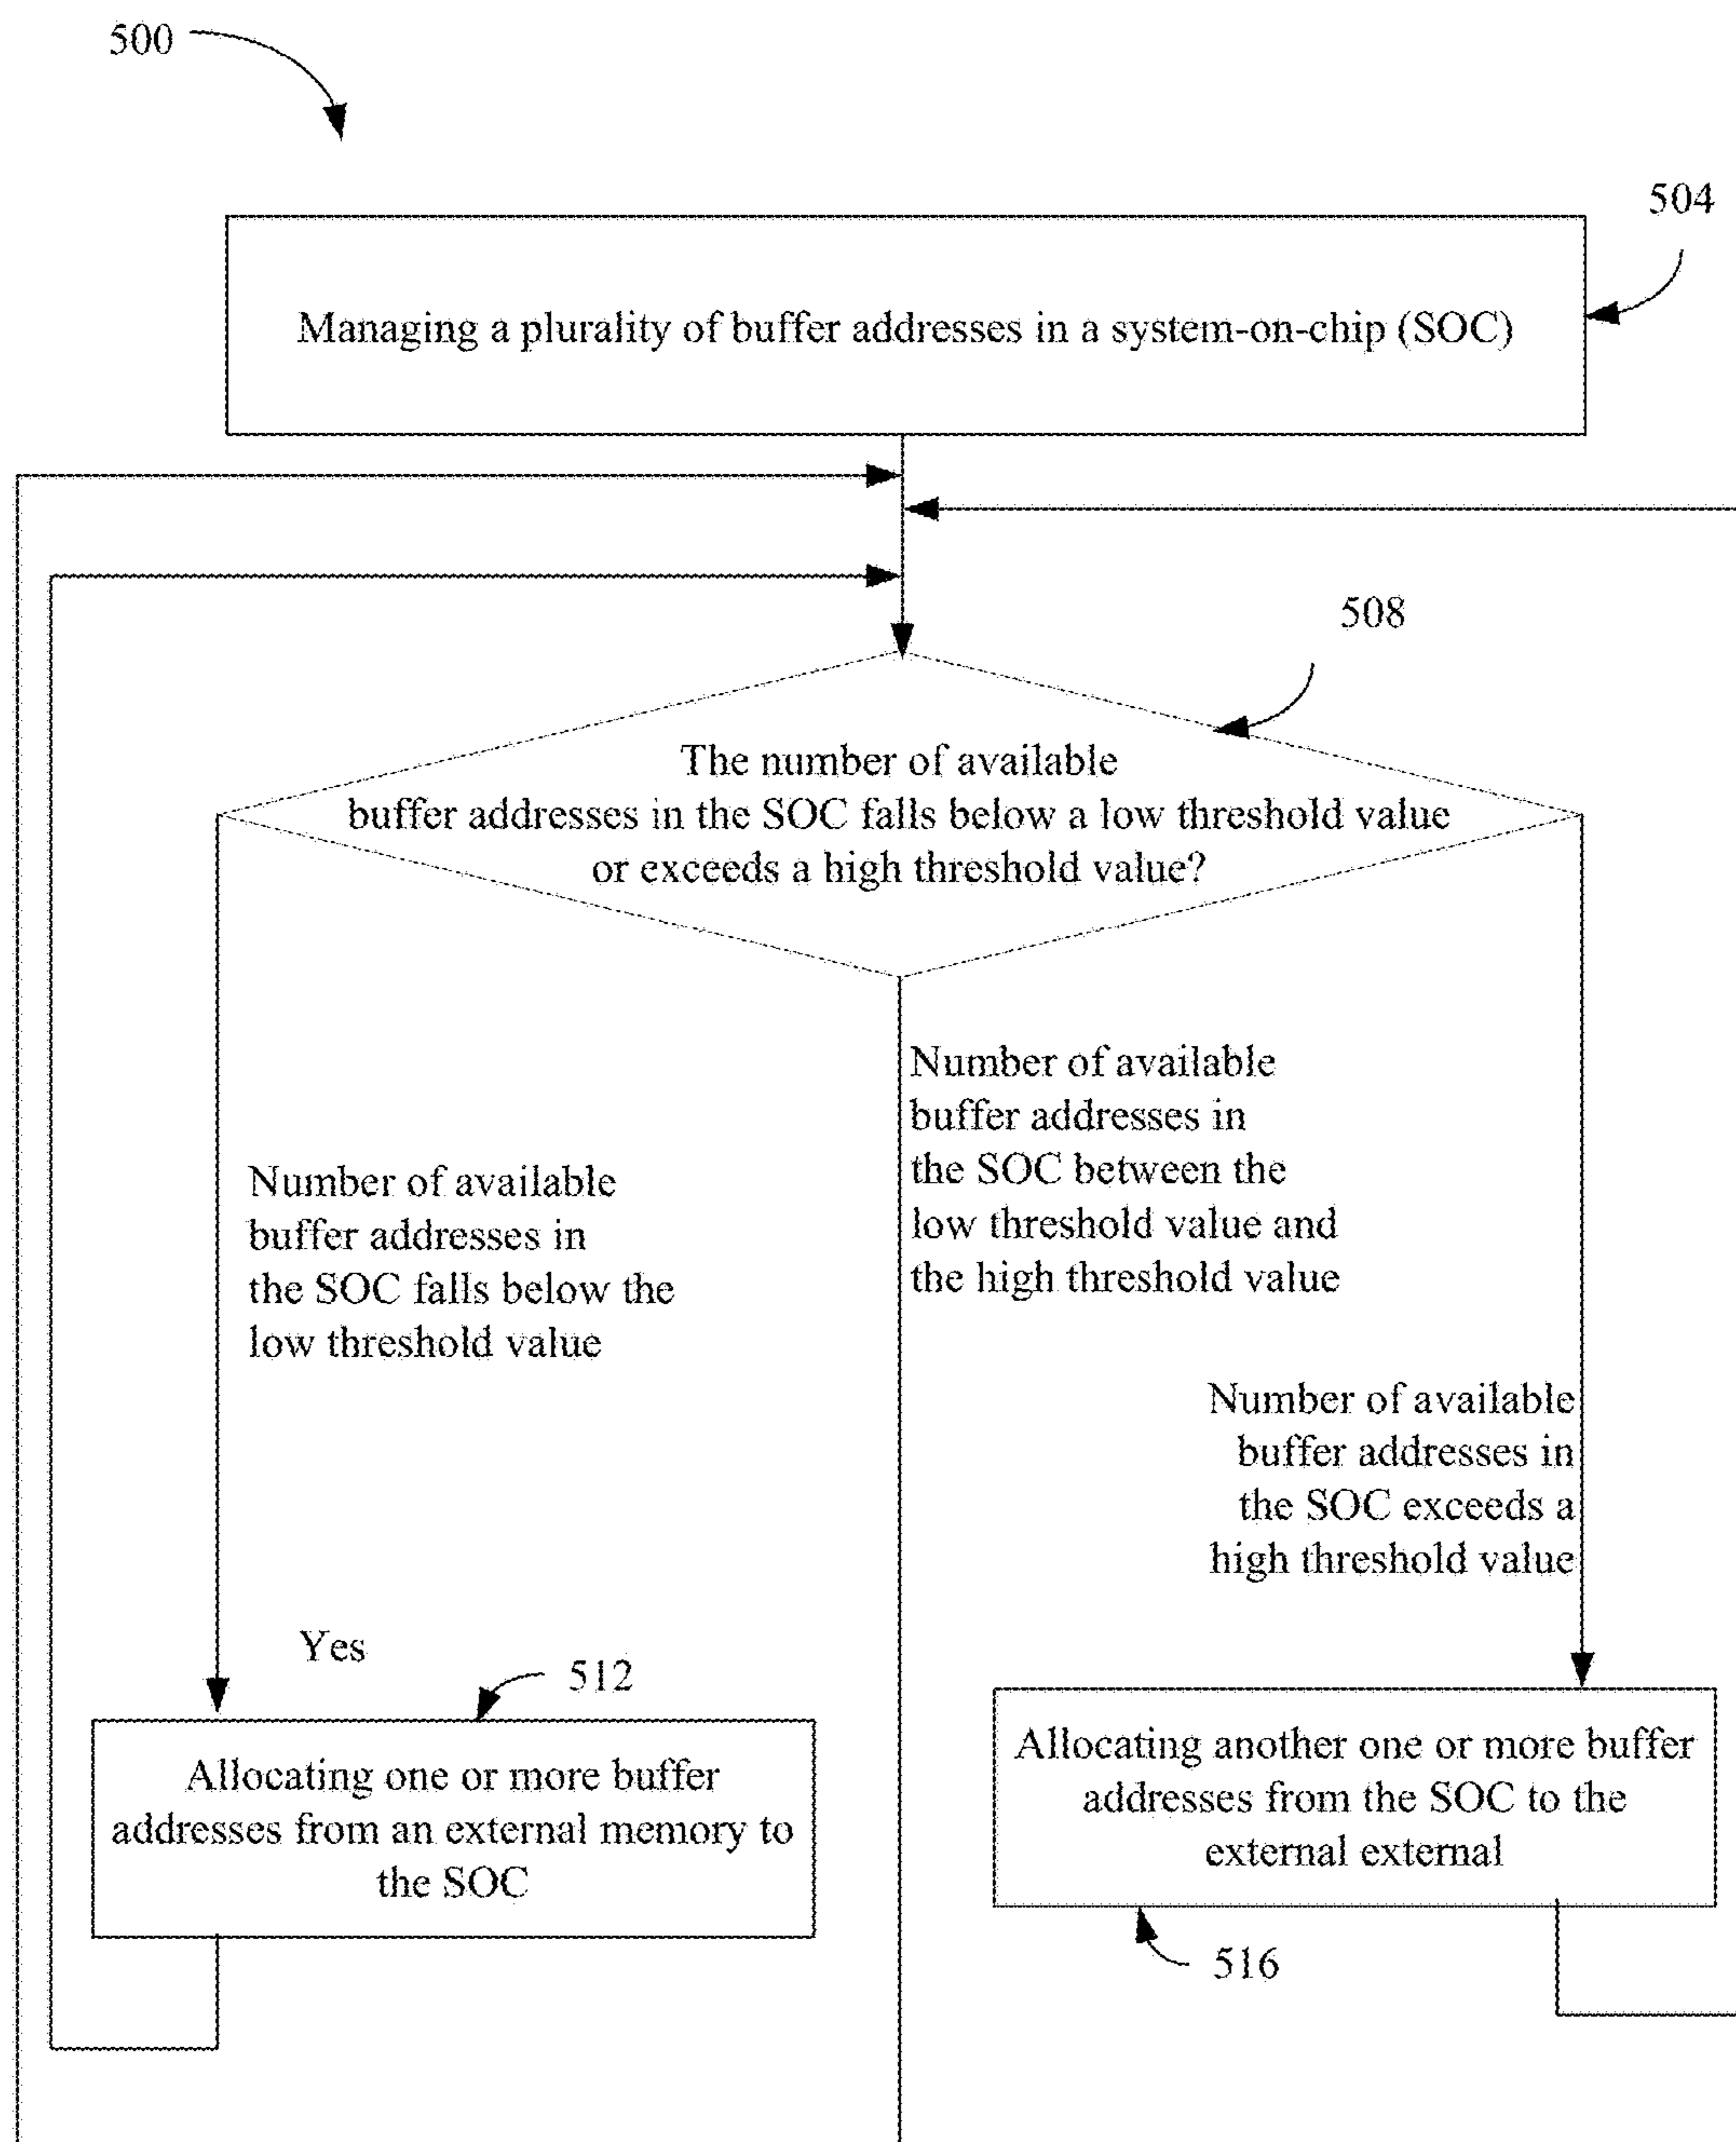 500
504
Managing a plurality of buffer addresses in a system-on-chip (SOC)
508
The number of available
buffer addresses in the SOC falls below a low threshold value
or exceeds a high threshold value?
Number of available
buffer addresses in
the SOC between the
low threshold value and
the high threshold value
Number of available
buffer addresses in
the SOC falls below the
low threshold value
Number of available
buffer addresses in
the SOC exceeds a
high threshold value
Yes
512
Allocating one or more buffer
addresses from an external memory to
the SOC
Allocating another one or more buffer
addresses from the SOC to the
external external
516